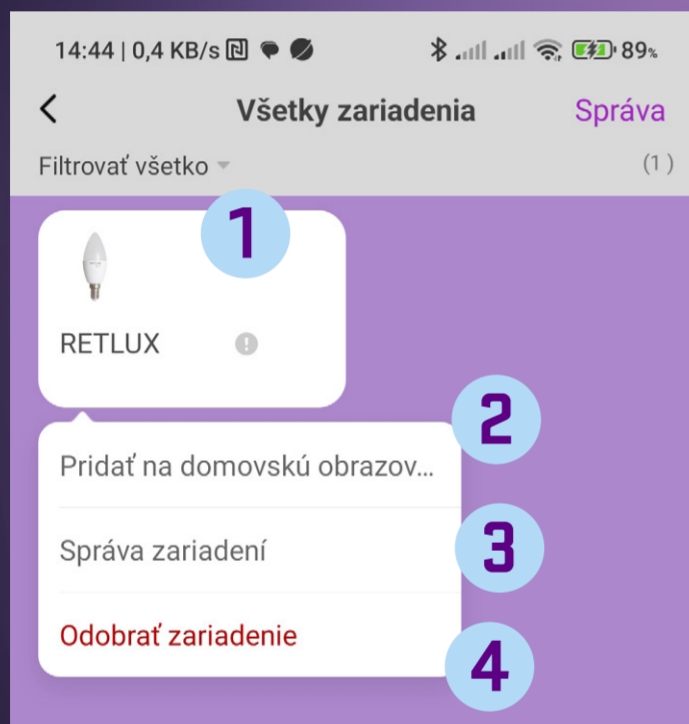 14:44 | 0,4 KB/s 89%
Všetky zariadenia Správa
Filtrovať všetko (1)
1
RETLUX
2
Pridať na domovskú obrazov...
3
Správa zariadení
Odobrať zariadenie
4